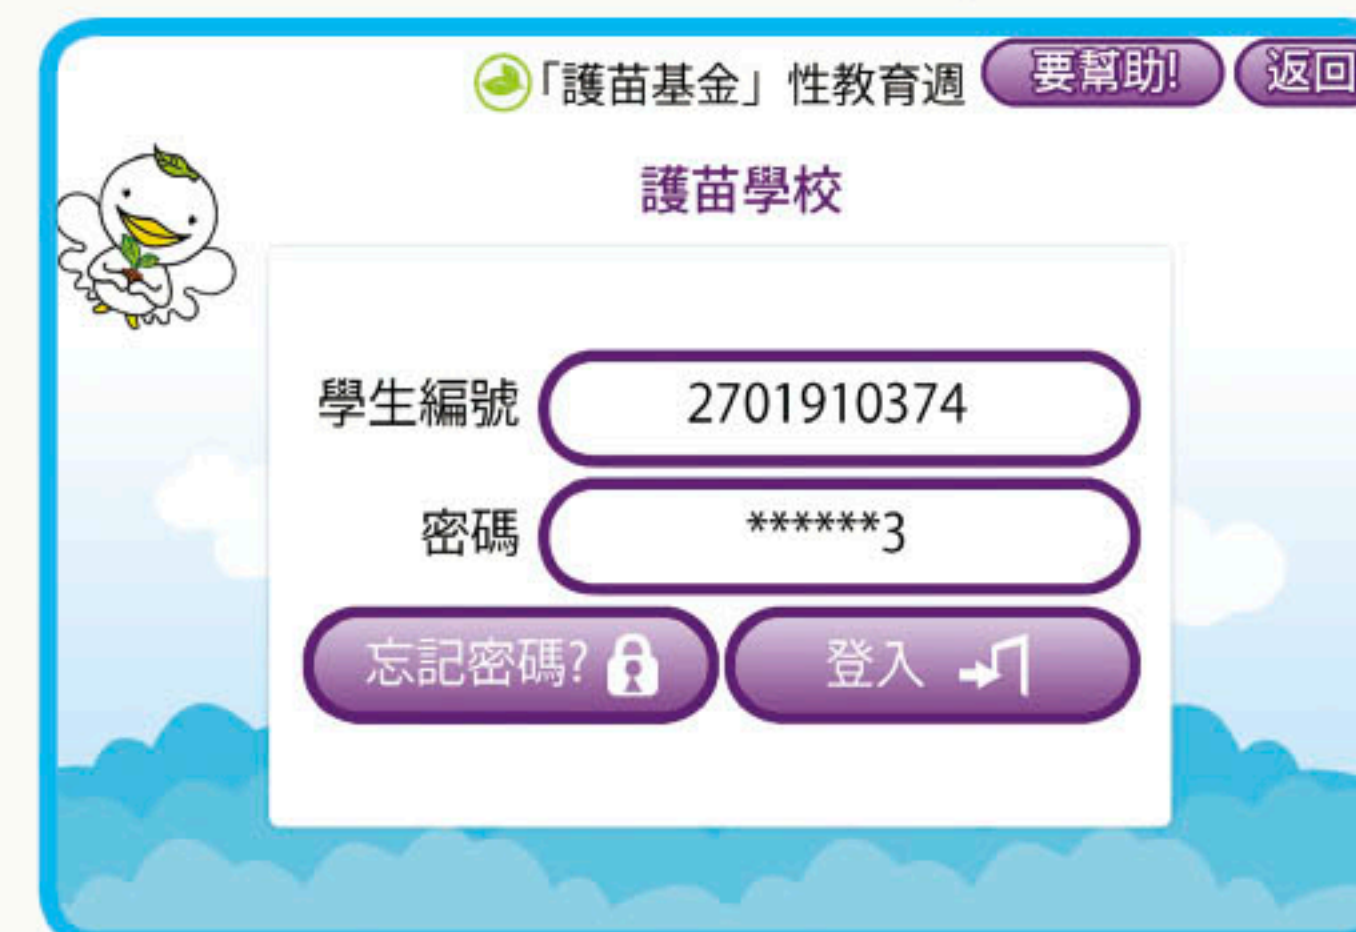 「護苗基金」性教育週 要幫助! 返回
護苗學校
學生編號 2701910374
密碼 ******3
忘記密碼? 登入